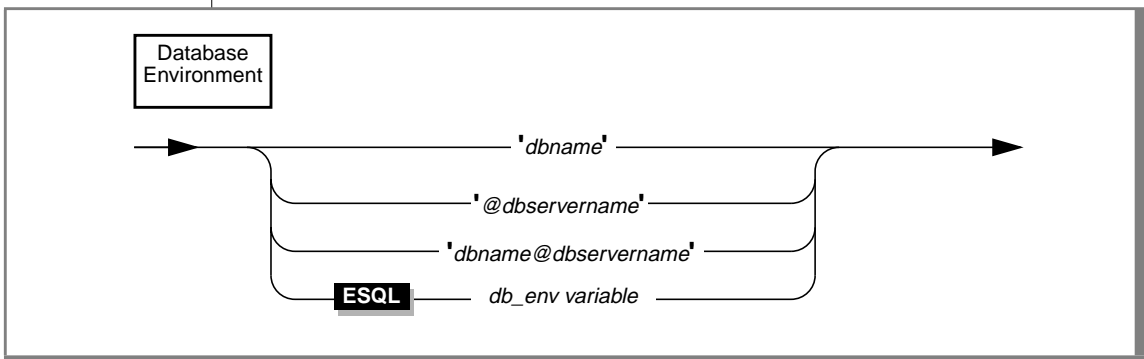 Database
Environment
'dbname'
'@dbservername'
'dbname@dbservername'
ESQL db_env variable